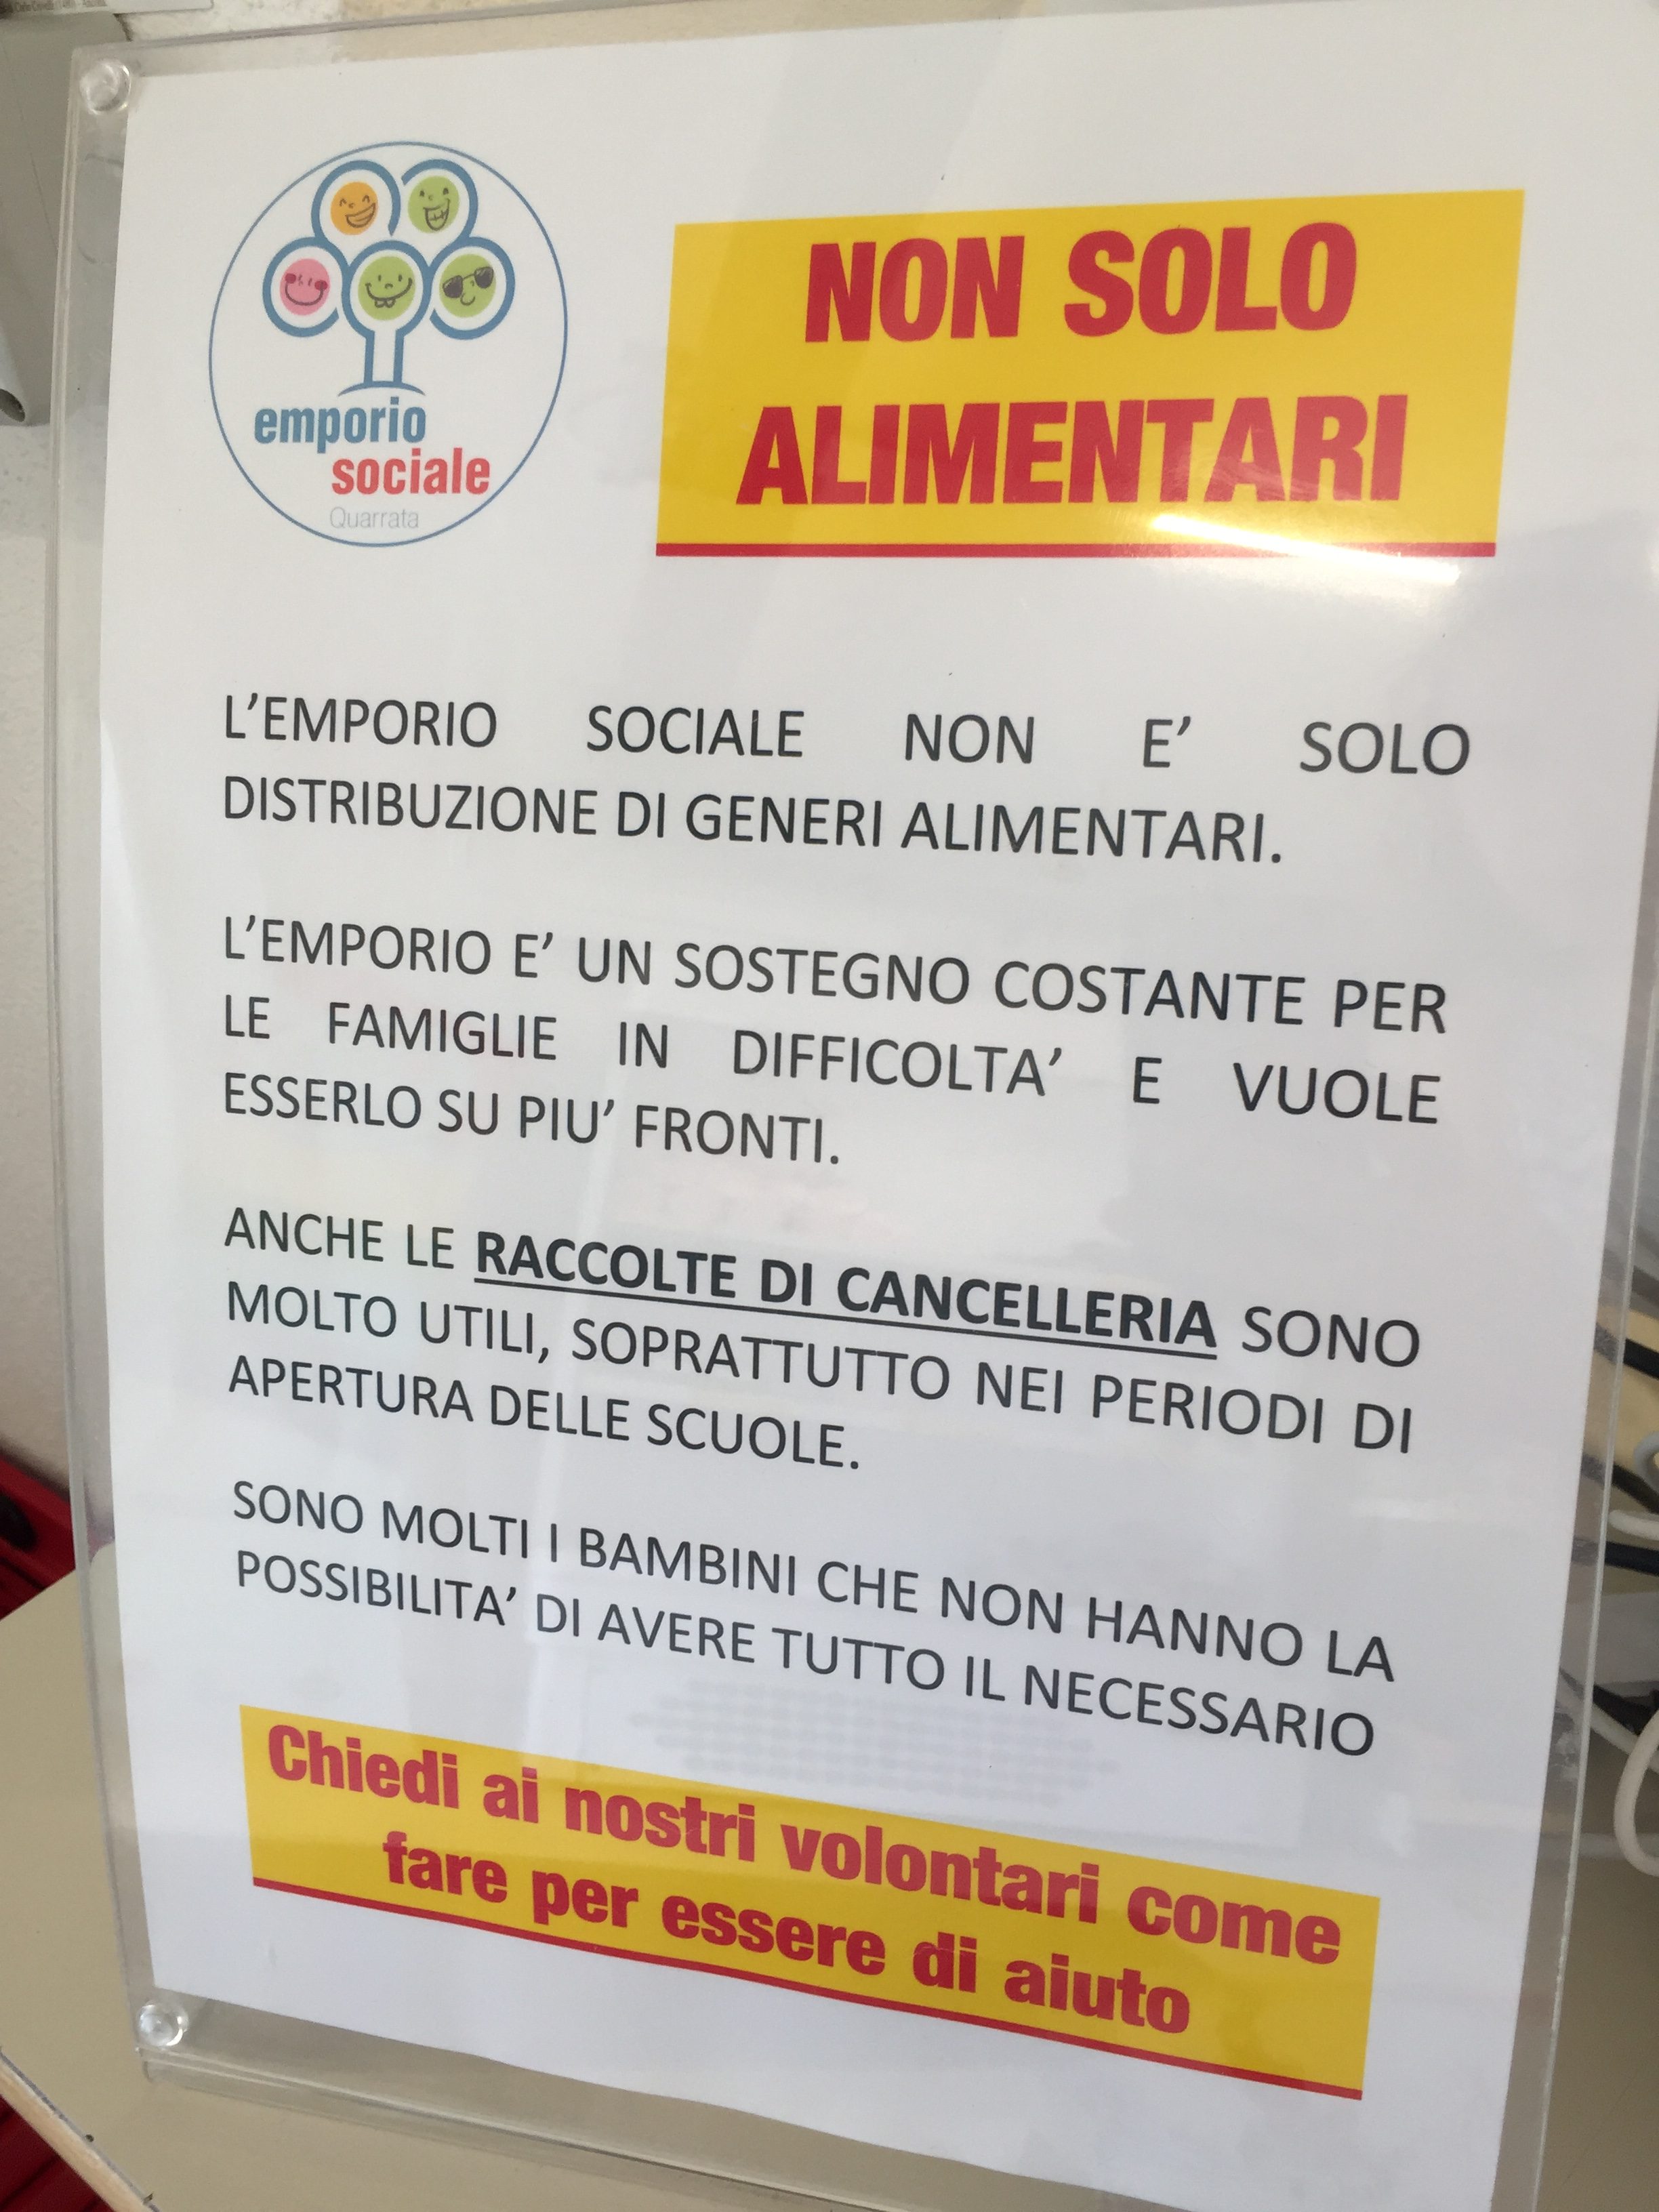 emporio
sociale
Quarrata
NON SOLO
ALIMENTARI
L'EMPORIO SOCIALE NON E' SOLO
DISTRIBUZIONE DI GENERI ALIMENTARI.
L'EMPORIO E' UN SOSTEGNO COSTANTE PER
LE FAMIGLIE IN DIFFICOLTA' E VUOLE
ESSERLO SU PIU' FRONTI.
ANCHE LE RACCOLTE DI CANCELLERIA SONO
MOLTO UTILI, SOPRATTUTTO NEI PERIODI DI
APERTURA DELLE SCUOLE.
SONO MOLTI I BAMBINI CHE NON HANNO LA
POSSIBILITA' DI AVERE TUTTO IL NECESSARIO
Chiedi ai nostri volontari come
fare per essere di aiuto